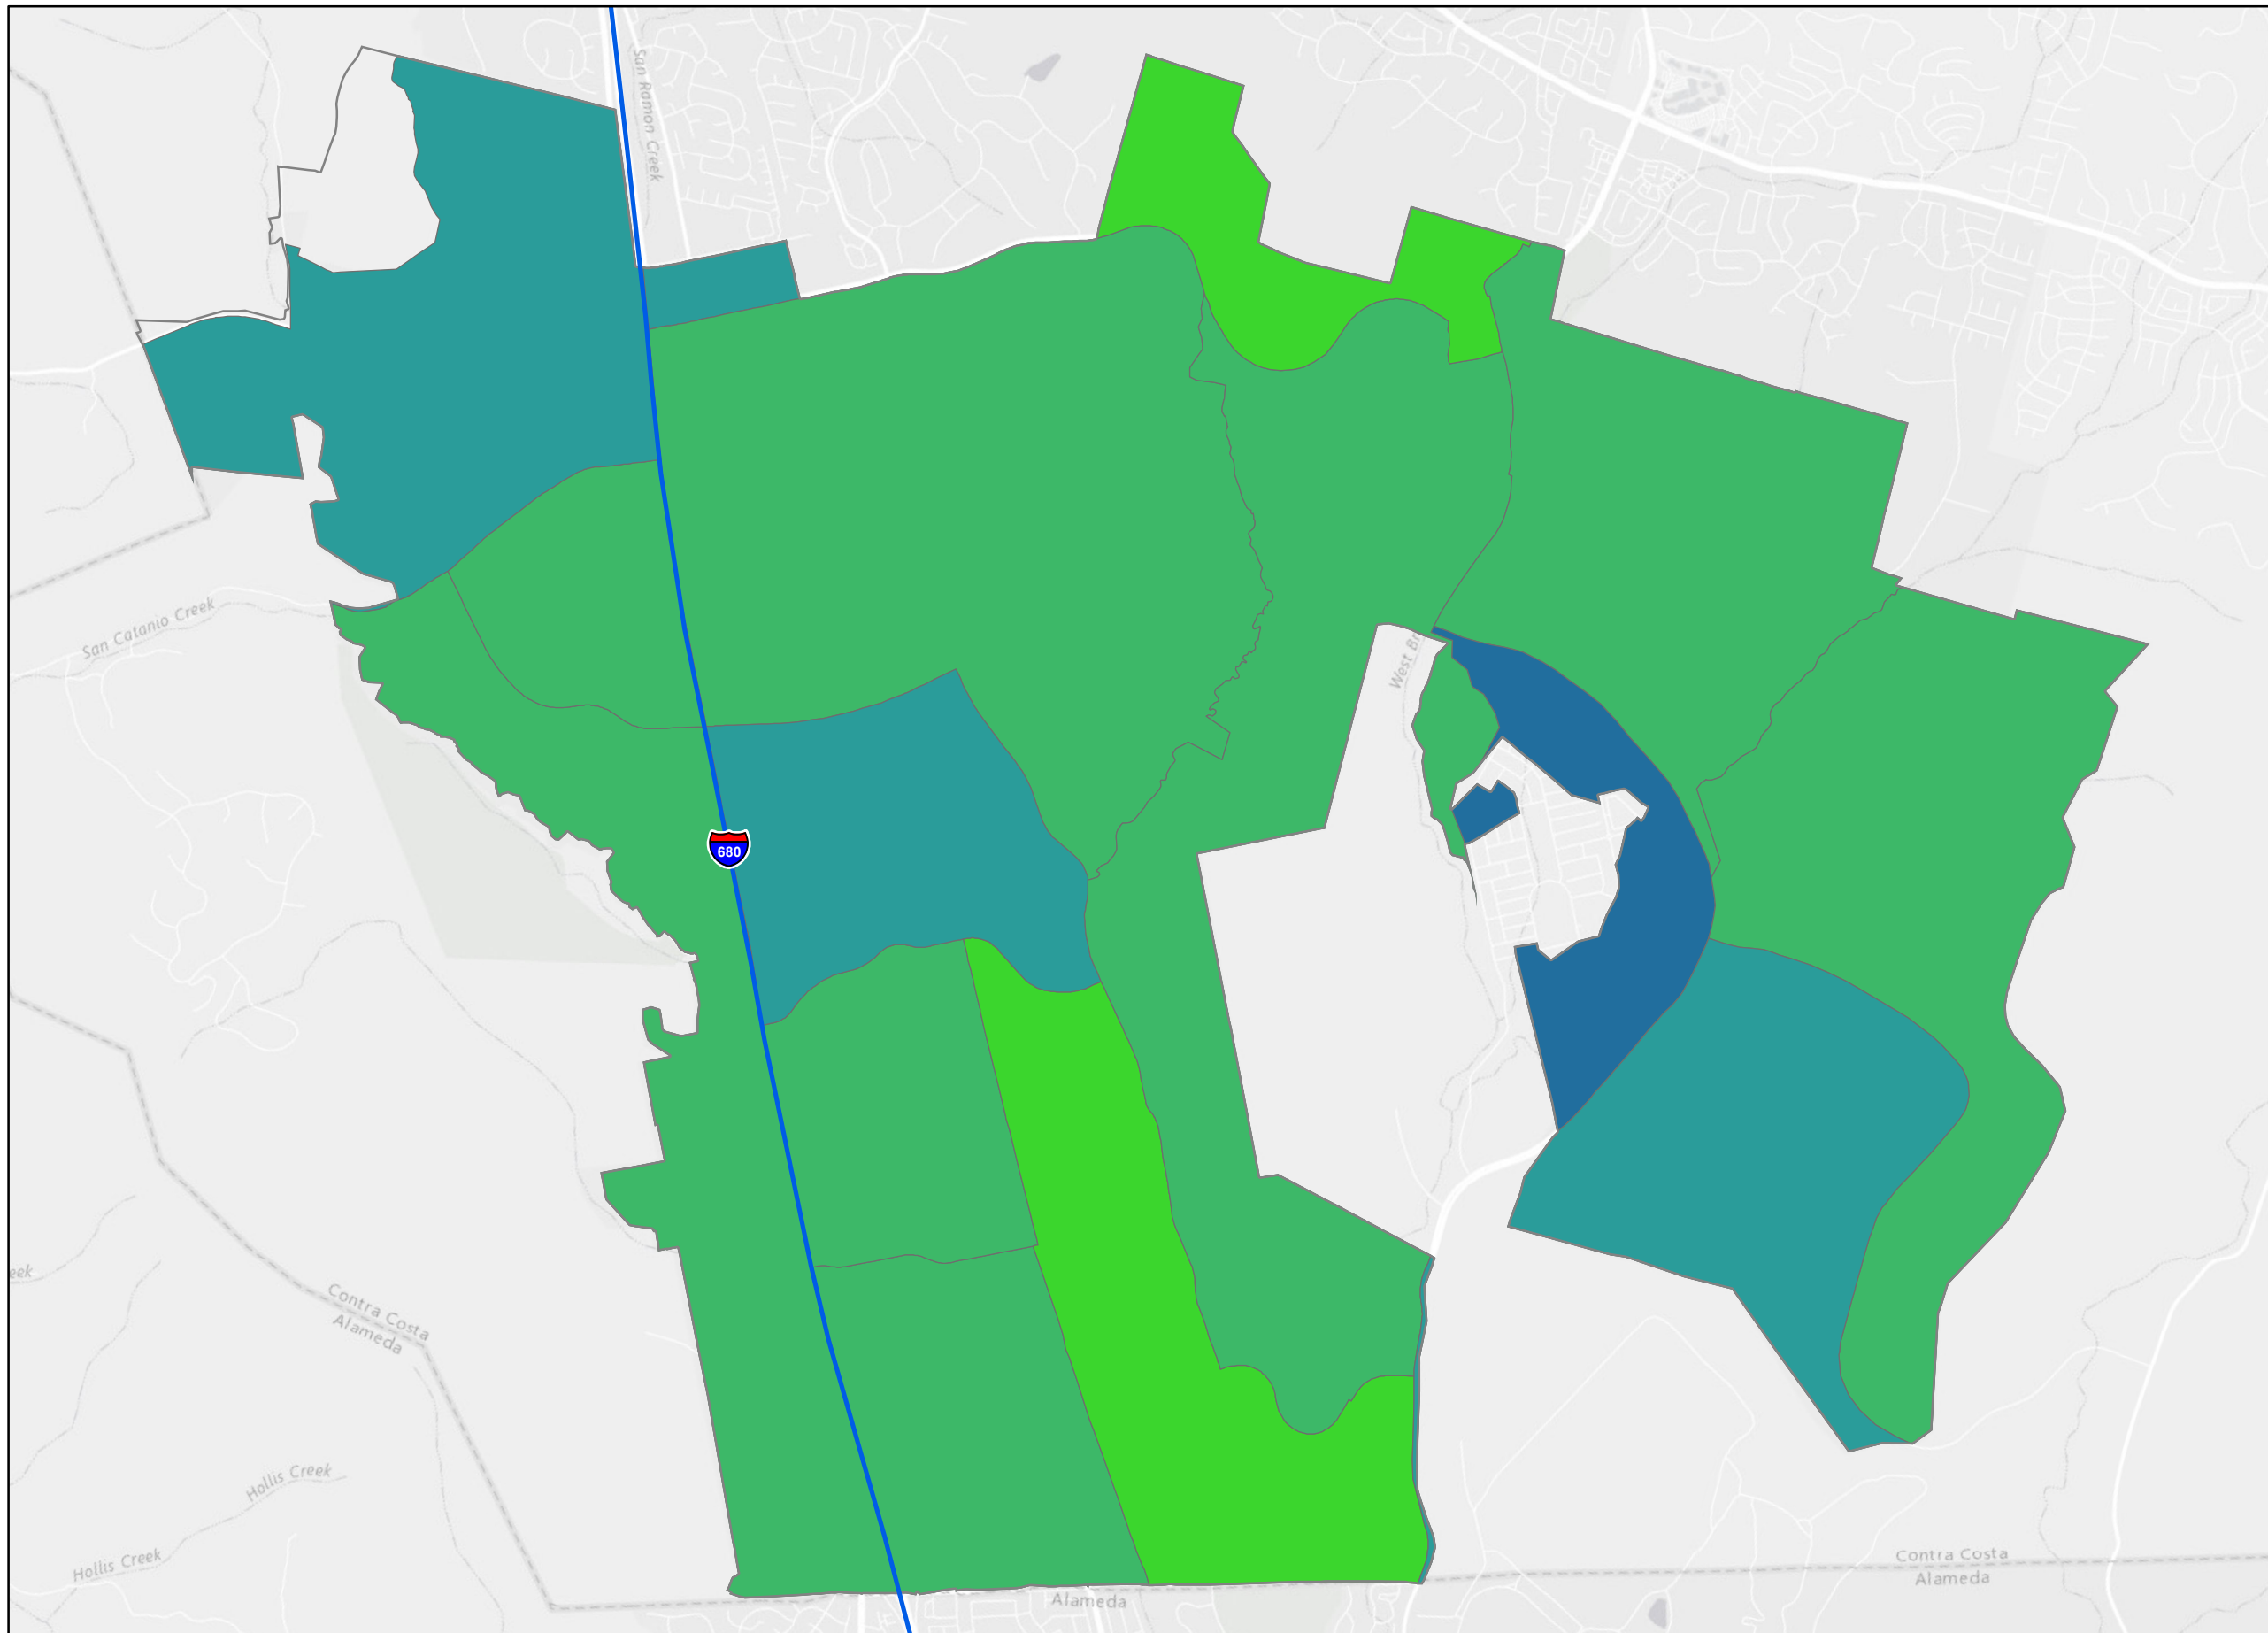 San Ramon Creek
San Catanio Creek
West Br
680
Contra Costa
Alameda
eek
Hollis Creek
Hollis Creek
Contra Costa
Alameda
Alameda